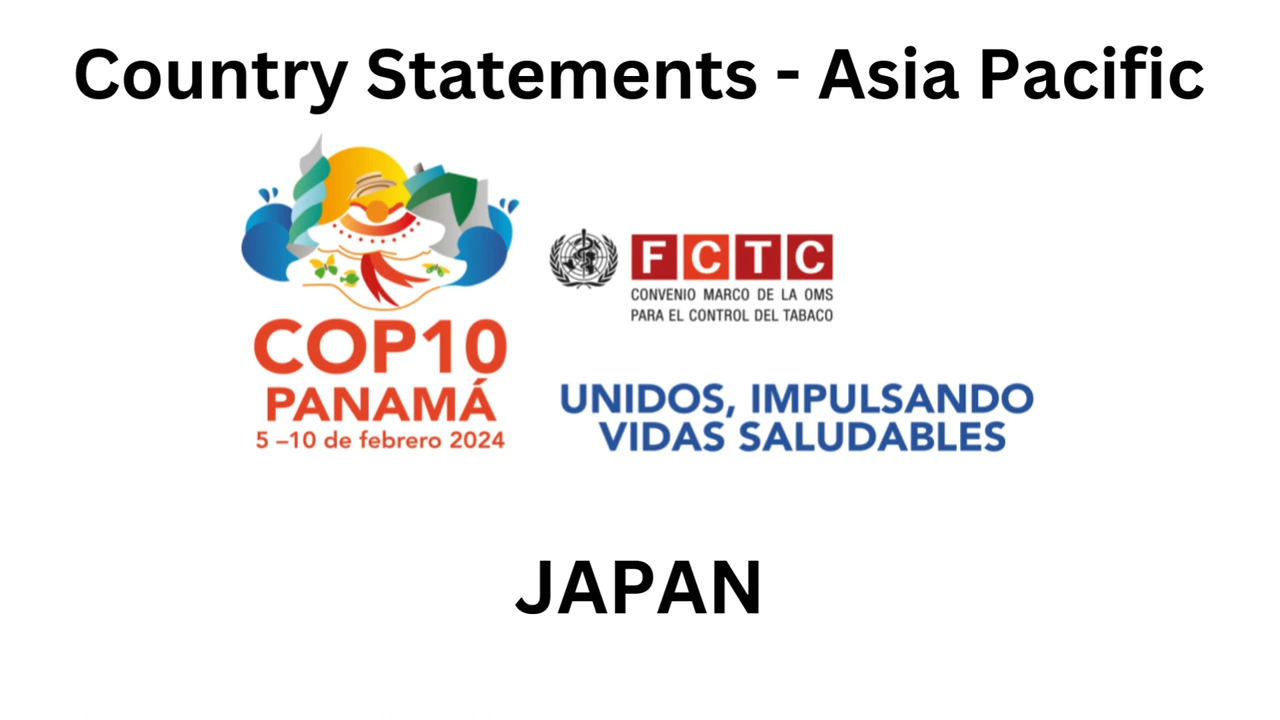 Country Statements - Asia Pacific
COP10
PANAMÁ
5 –10 de febrero 2024
FCTC
CONVENIO MARCO DE LA OMS
PARA EL CONTROL DEL TABACO
UNIDOS, IMPULSANDO
VIDAS SALUDABLES
JAPAN